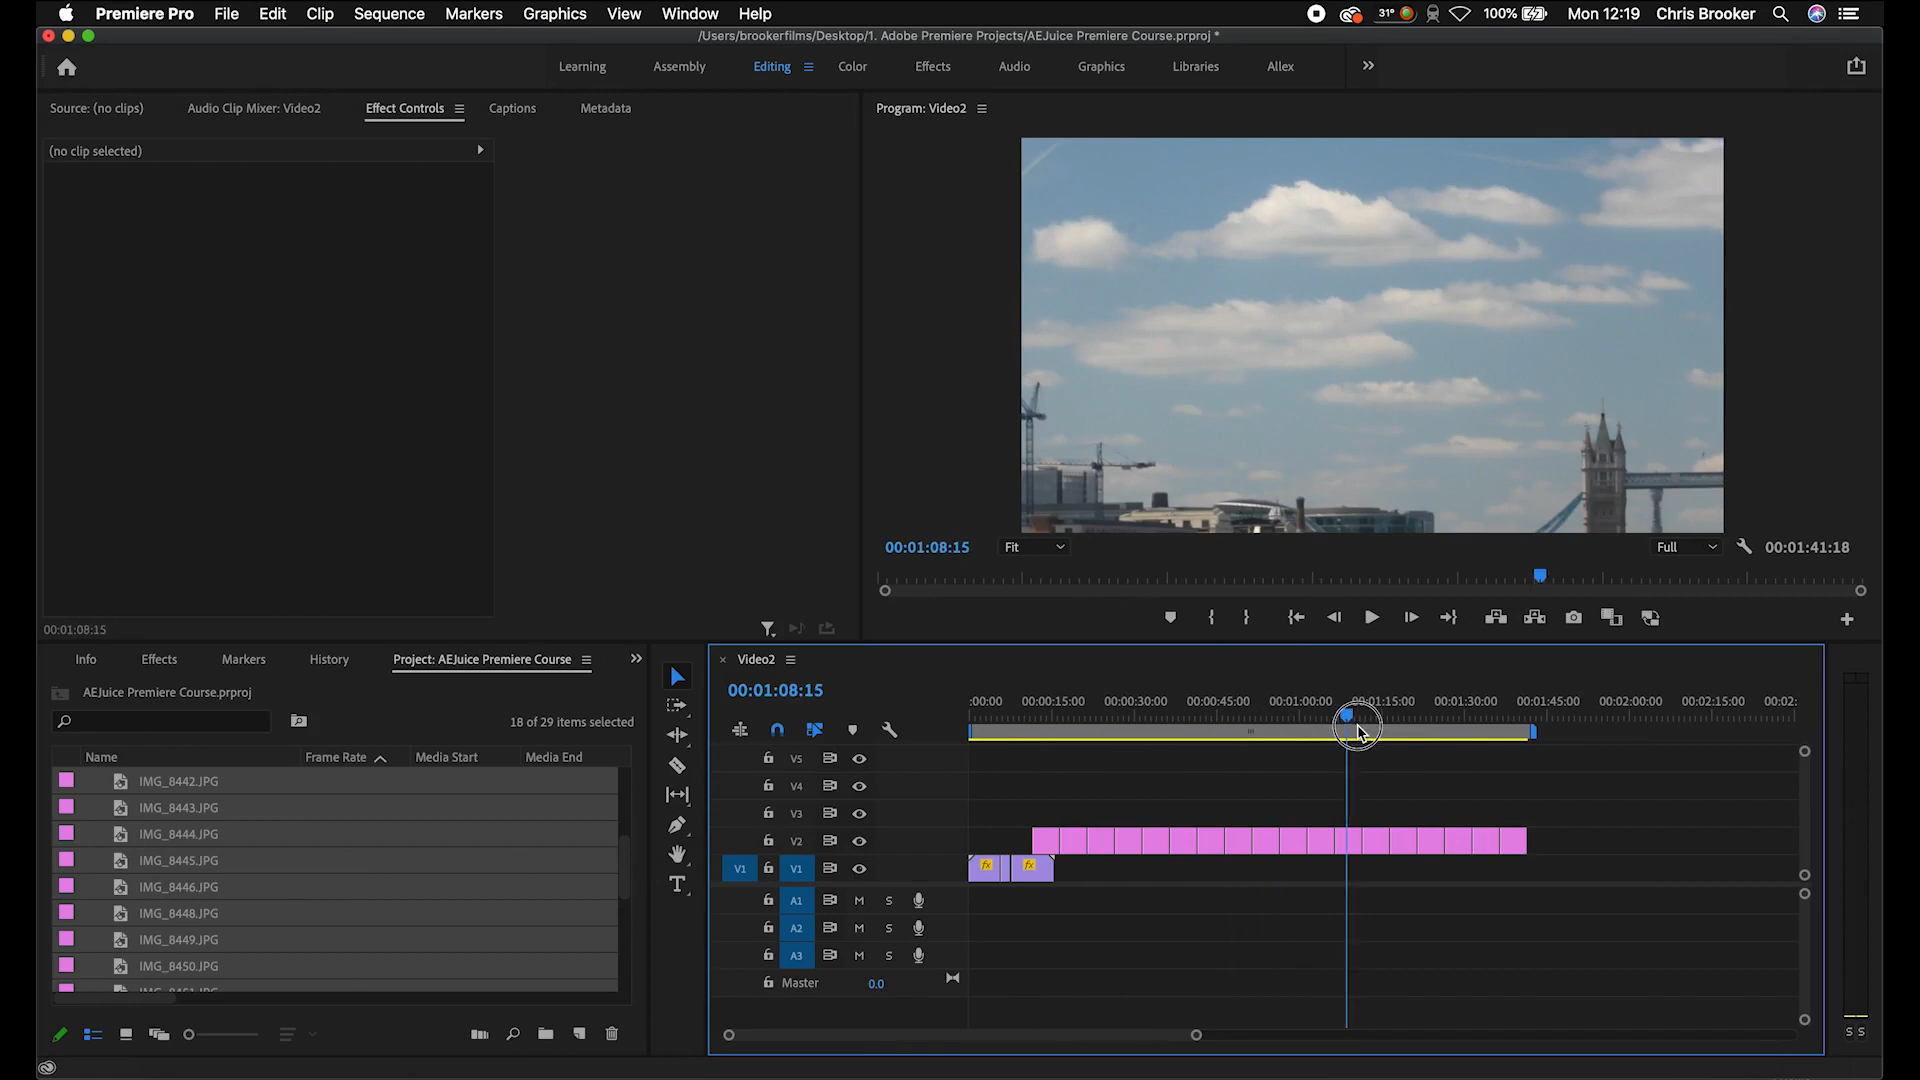 Premiere Pro File Edit Clip Sequence Markers Graphics View Window Help 31° 100% Mon 12:19 Chris Brooker
/Users/brookerfilms/Desktop/1. Adobe Premiere Projects/AEJuice Premiere Course.prproj *
Learning Assembly Editing Color Effects Audio Graphics Libraries Allex
Source: (no clips) Audio Clip Mixer: Video2 Effect Controls Captions Metadata
Program: Video2
(no clip selected)
00:01:08:15 Fit Full 00:01:41:18
00:01:08:15
Info Effects Markers History Project: AEJuice Premiere Course
Video2
AEJuice Premiere Course.prproj
00:01:08:15
:00:00 00:00:15:00 00:00:30:00 00:00:45:00 00:01:00:00 00:01:15:00 00:01:30:00 00:01:45:00 00:02:00:00 00:02:15:00 00:02:
18 of 29 items selected
Name Frame Rate Media Start Media End
IMG_8442.JPG
IMG_8443.JPG
IMG_8444.JPG
IMG_8445.JPG
IMG_8446.JPG
IMG_8448.JPG
IMG_8449.JPG
IMG_8450.JPG
IMG_8451.JPG
V5
V4
V3
V2
V1 V1 fx fx
A1 M S
A2 M S
A3 M S
Master 0.0
S S